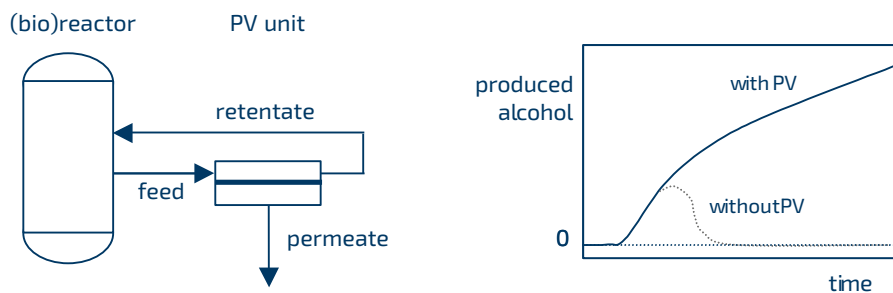 (bio)reactor
PV unit
retentate
feed
permeate
produced
alcohol
with PV
withoutPV
0
time